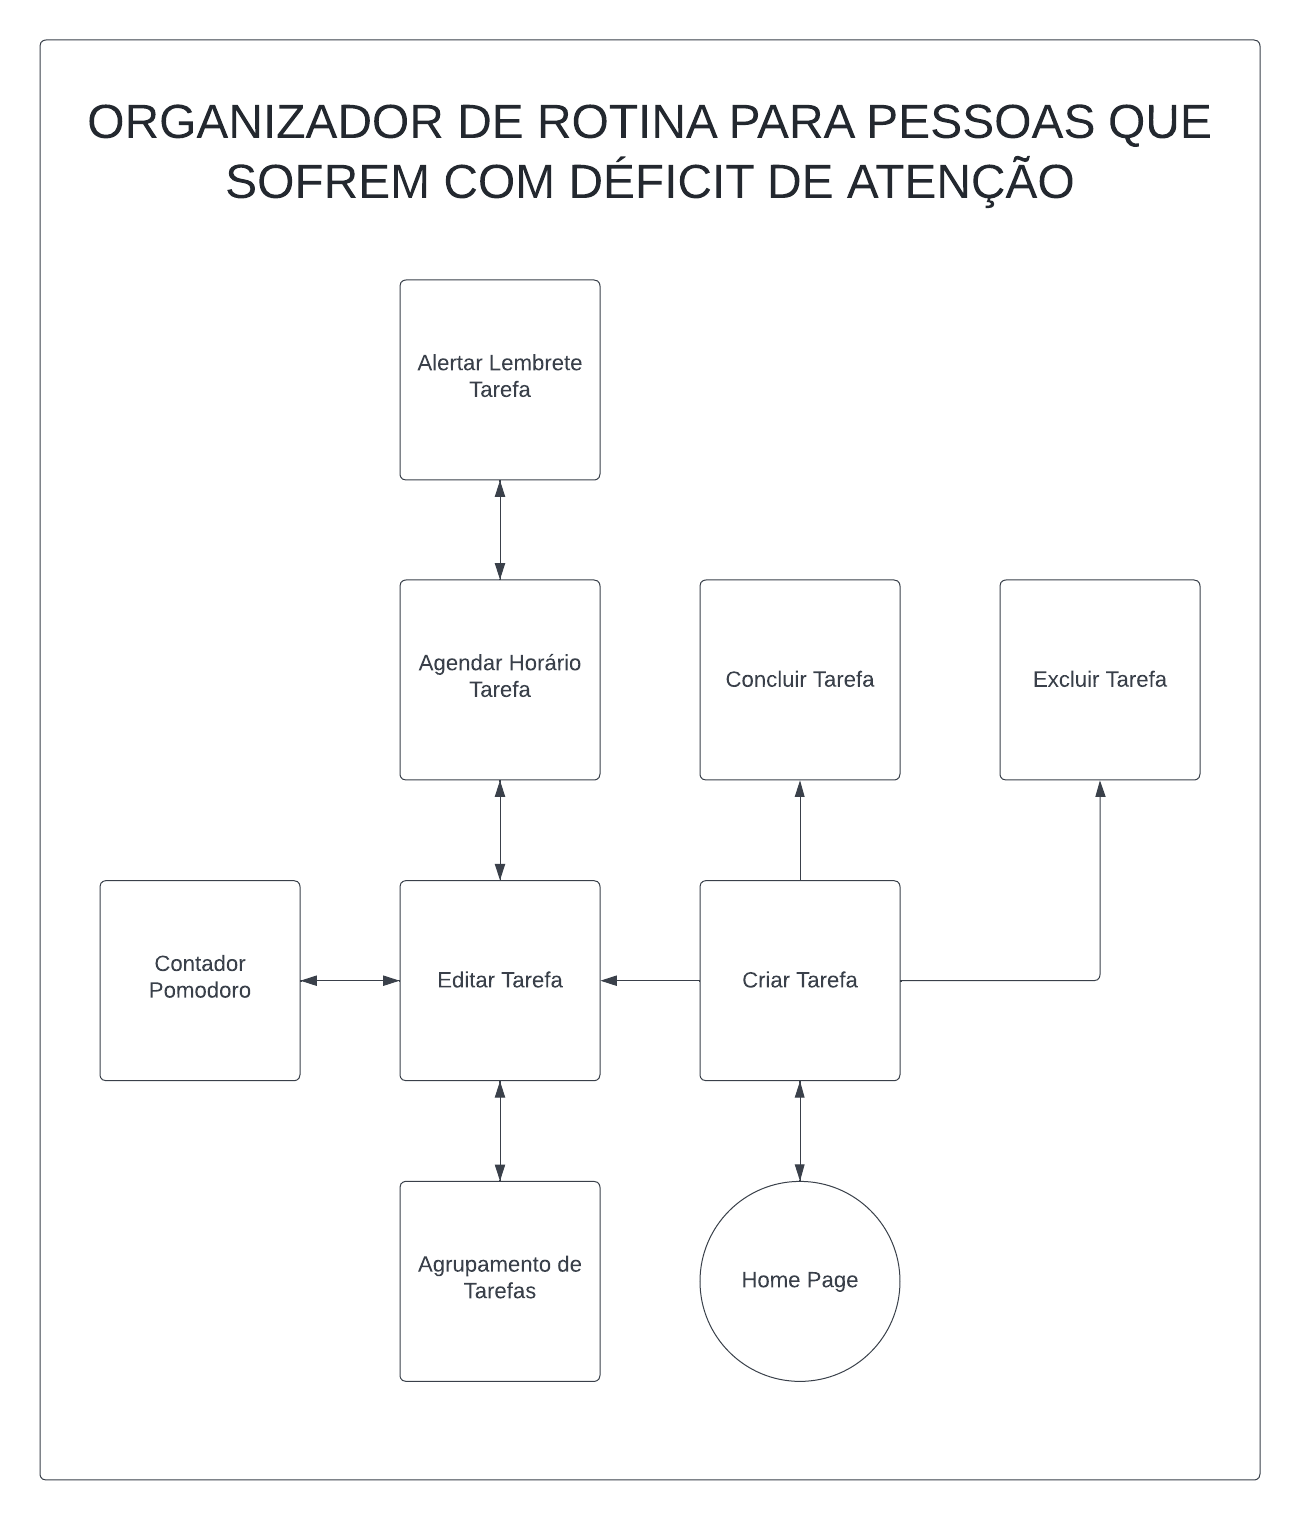 ORGANIZADOR DE ROTINA PARA PESSOAS QUE
SOFREM COM DÉFICIT DE ATENÇÃO
Alertar Lembrete
Tarefa
Agendar Horário
Tarefa
Concluir Tarefa
Excluir Tarefa
Contador
Pomodoro
Editar Tarefa
Criar Tarefa
Agrupamento de
Tarefas
Home Page